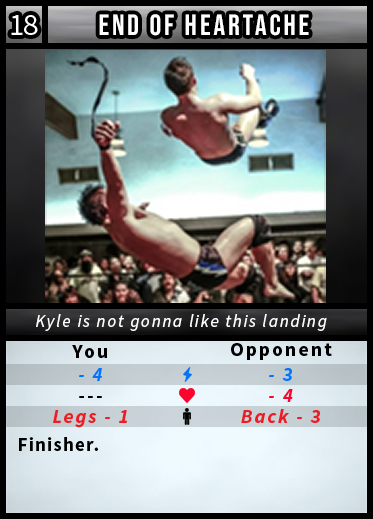 18 END OF HEARTACHE
Kyle is not gonna like this landing
You Opponent
- 4 - 3
--- - 4
Legs - 1 Back - 3
Finisher.